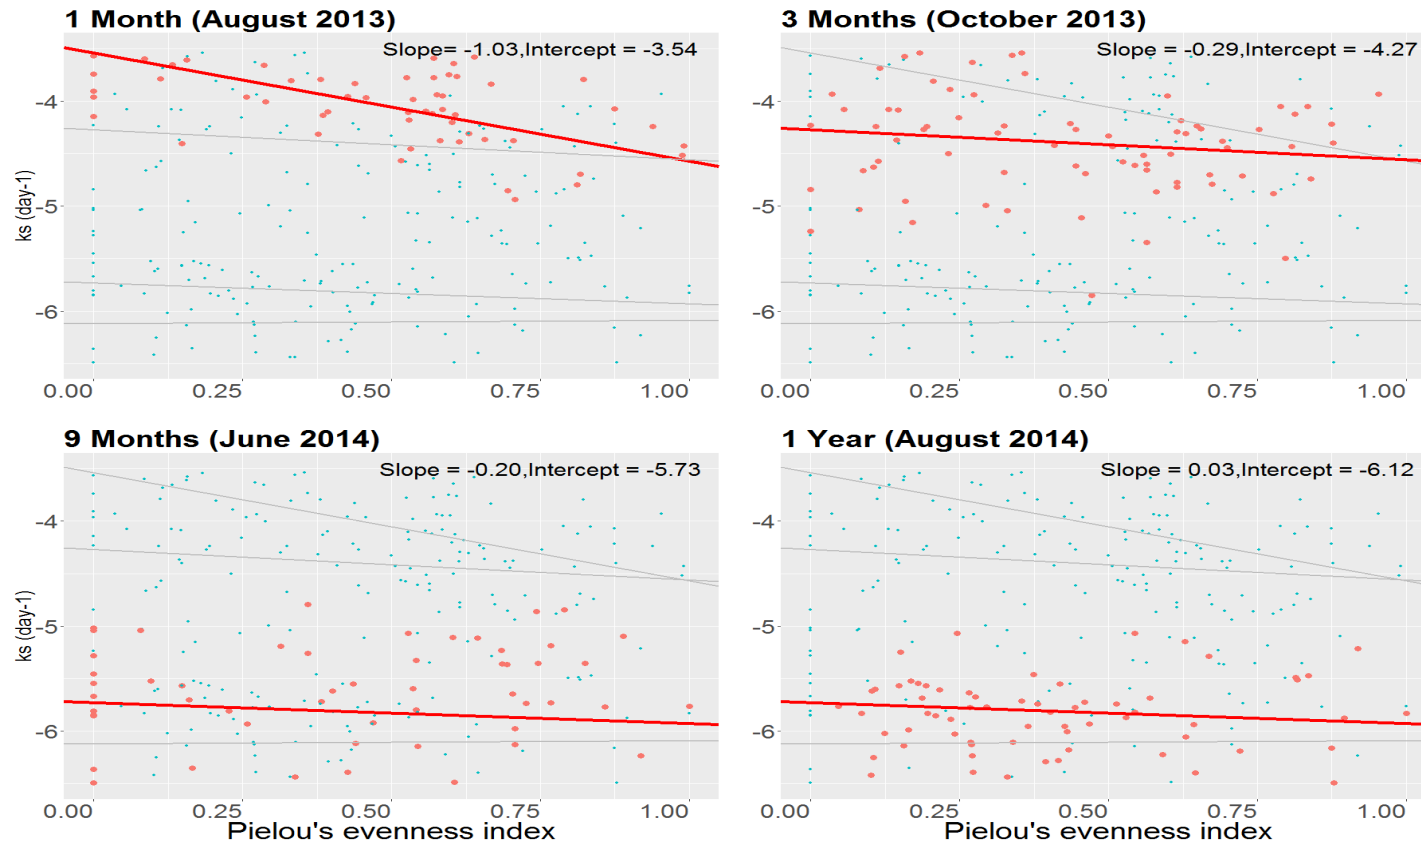 1 Month (August 2013)
Slope= -1.03,Intercept = -3.54
ks (day-1)
-4
-5
-6
0.00 0.25 0.50 0.75 1.00
3 Months (October 2013)
Slope = -0.29,Intercept = -4.27
-4
-5
-6
0.00 0.25 0.50 0.75 1.00
9 Months (June 2014)
Slope = -0.20,Intercept = -5.73
ks (day-1)
-4
-5
-6
0.00 0.25 0.50 0.75 1.00
Pielou's evenness index
1 Year (August 2014)
Slope = 0.03,Intercept = -6.12
-4
-5
-6
0.00 0.25 0.50 0.75 1.00
Pielou's evenness index